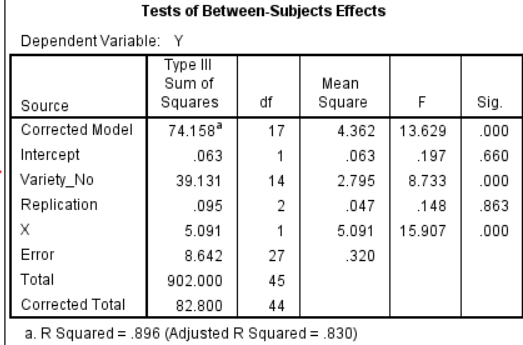 Tests of Between-Subjects Effects
Dependent Variable: Y
Source Type III Sum of Squares df Mean Square F Sig.
Corrected Model 74.158a 17 4.362 13.629 .000
Intercept .063 1 .063 .197 .660
Variety_No 39.131 14 2.795 8.733 .000
Replication .095 2 .047 .148 .863
X 5.091 1 5.091 15.907 .000
Error 8.642 27 .320
Total 902.000 45
Corrected Total 82.800 44
a. R Squared = .896 (Adjusted R Squared = .830)